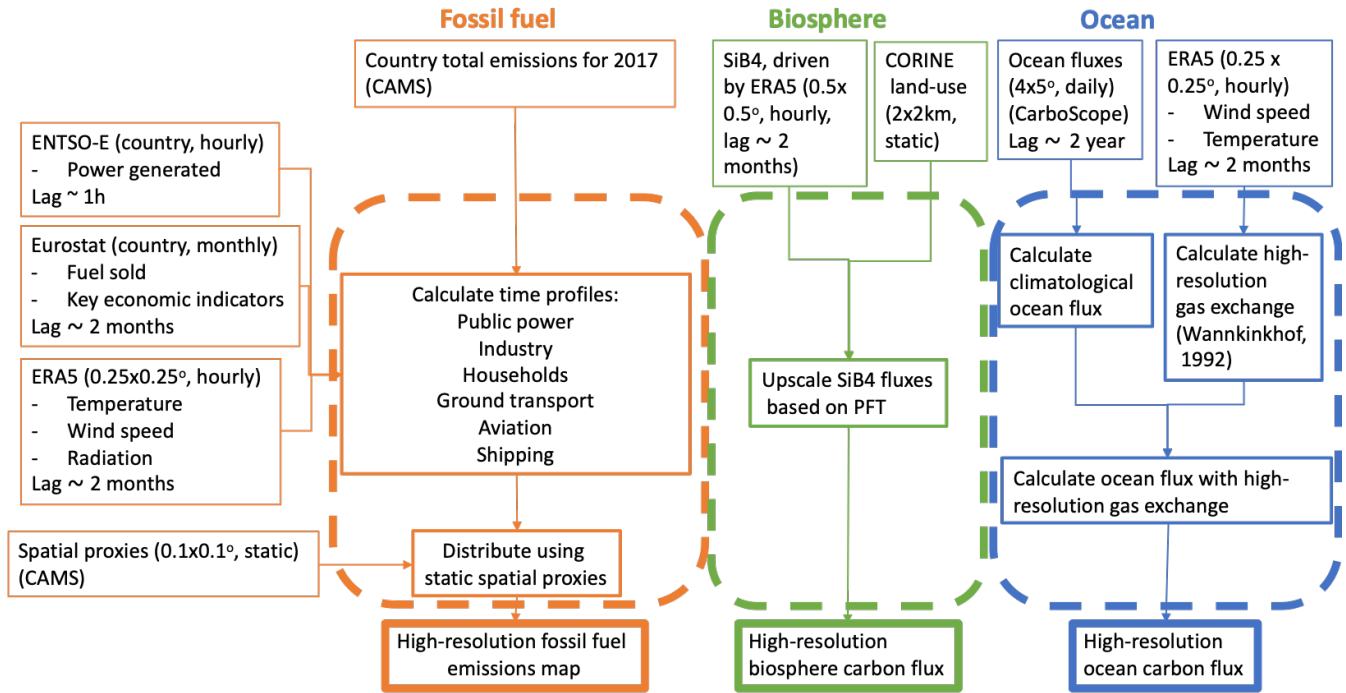 Fossil fuel
Country total emissions for 2017
(CAMS)
ENTSO-E (country, hourly)
- Power generated
Lag ~ 1h
Eurostat (country, monthly)
- Fuel sold
- Key economic indicators
Lag ~ 2 months
ERA5 (0.25x0.25º, hourly)
- Temperature
- Wind speed
- Radiation
Lag ~ 2 months
Spatial proxies (0.1x0.1º, static)
(CAMS)
Calculate time profiles:
Public power
Industry
Households
Ground transport
Aviation
Shipping
Distribute using
static spatial proxies
High-resolution fossil fuel
emissions map
Biosphere
SiB4, driven
by ERA5 (0.5x
0.5º, hourly,
lag ~ 2
months)
CORINE
land-use
(2x2km,
static)
Upscale SiB4 fluxes
based on PFT
High-resolution
biosphere carbon flux
Ocean
Ocean fluxes
(4x5º, daily)
(CarboScope)
Lag ~ 2 year
ERA5 (0.25 x
0.25º, hourly)
- Wind speed
- Temperature
Lag ~ 2 months
Calculate
climatological
ocean flux
Calculate high-
resolution
gas exchange
(Wannkinkhof,
1992)
Calculate ocean flux with high-
resolution gas exchange
High-resolution
ocean carbon flux